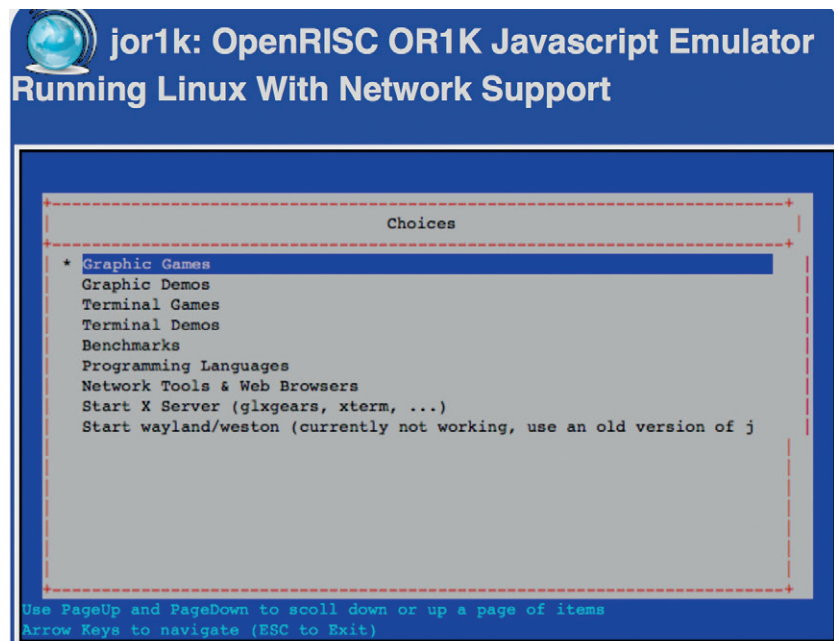 jor1k: OpenRISC OR1K Javascript Emulator
Running Linux With Network Support
Choices
* Graphic Games
Graphic Demos
Terminal Games
Terminal Demos
Benchmarks
Programming Languages
Network Tools & Web Browsers
Start X Server (glxgears, xterm, ...)
Start wayland/weston (currently not working, use an old version of j
Use PageUp and PageDown to scoll down or up a page of items
Arrow Keys to navigate (ESC to Exit)